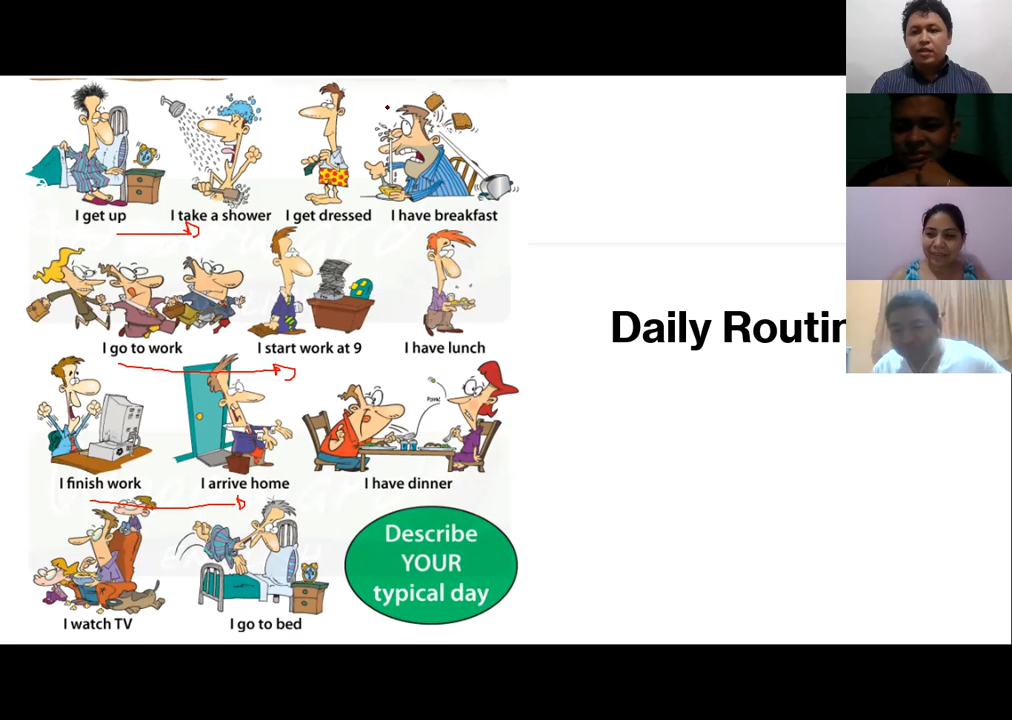 I get up
I take a shower
I get dressed
I have breakfast
I go to work
I start work at 9
I have lunch
Daily Routin
I finish work
I arrive home
I have dinner
I watch TV
I go to bed
Describe
YOUR
typical day